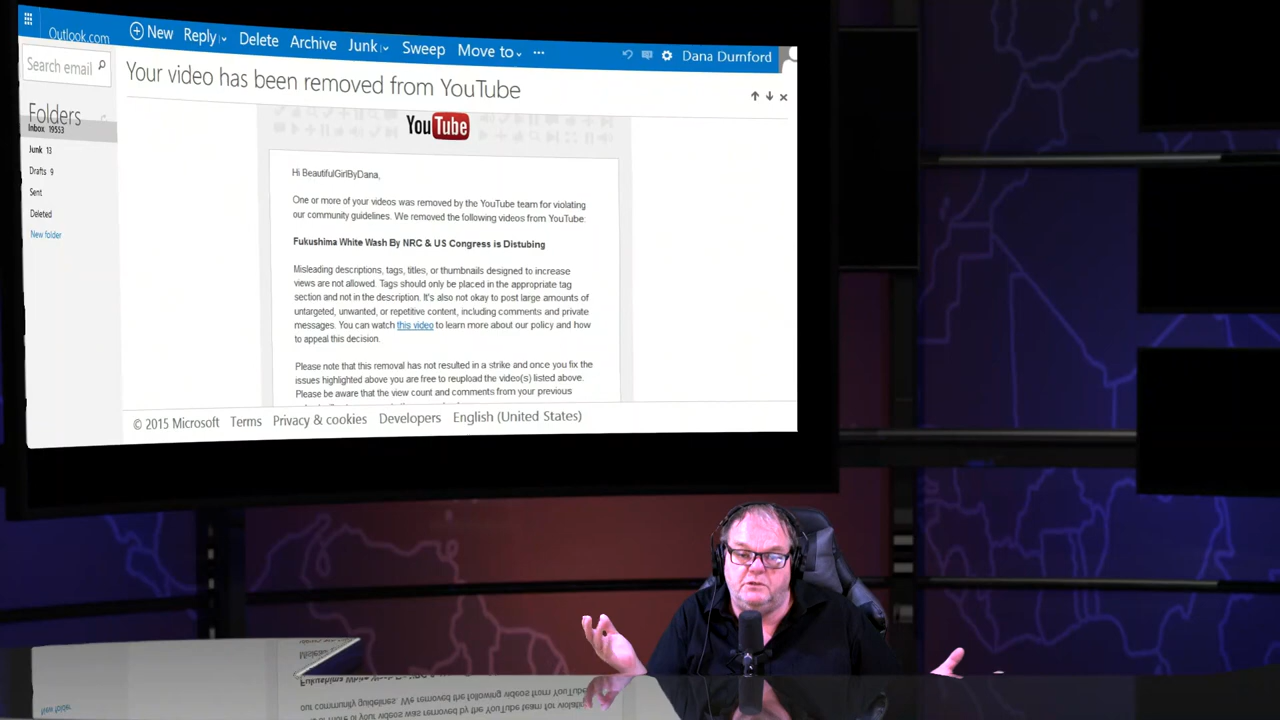 Outlook.com
New Reply Delete Archive Junk Sweep Move to ... Dana Durnford
Search email
Your video has been removed from YouTube
Folders
Inbox 19553
Junk 13
Drafts 9
Sent
Deleted
New folder
YouTube
Hi BeautifulGirlByDana,
One or more of your videos was removed by the YouTube team for violating
our community guidelines. We removed the following videos from YouTube:
Fukushima White Wash By NRC & US Congress is Distubing
Misleading descriptions, tags, titles, or thumbnails designed to increase
views are not allowed. Tags should only be placed in the appropriate tag
section and not in the description. It's also not okay to post large amounts of
untargeted, unwanted, or repetitive content, including comments and private
messages. You can watch this video to learn more about our policy and how
to appeal this decision.
Please note that this removal has not resulted in a strike and once you fix the
issues highlighted above you are free to reupload the video(s) listed above.
Please be aware that the view count and comments from your previous
© 2015 Microsoft Terms Privacy & cookies Developers English (United States)